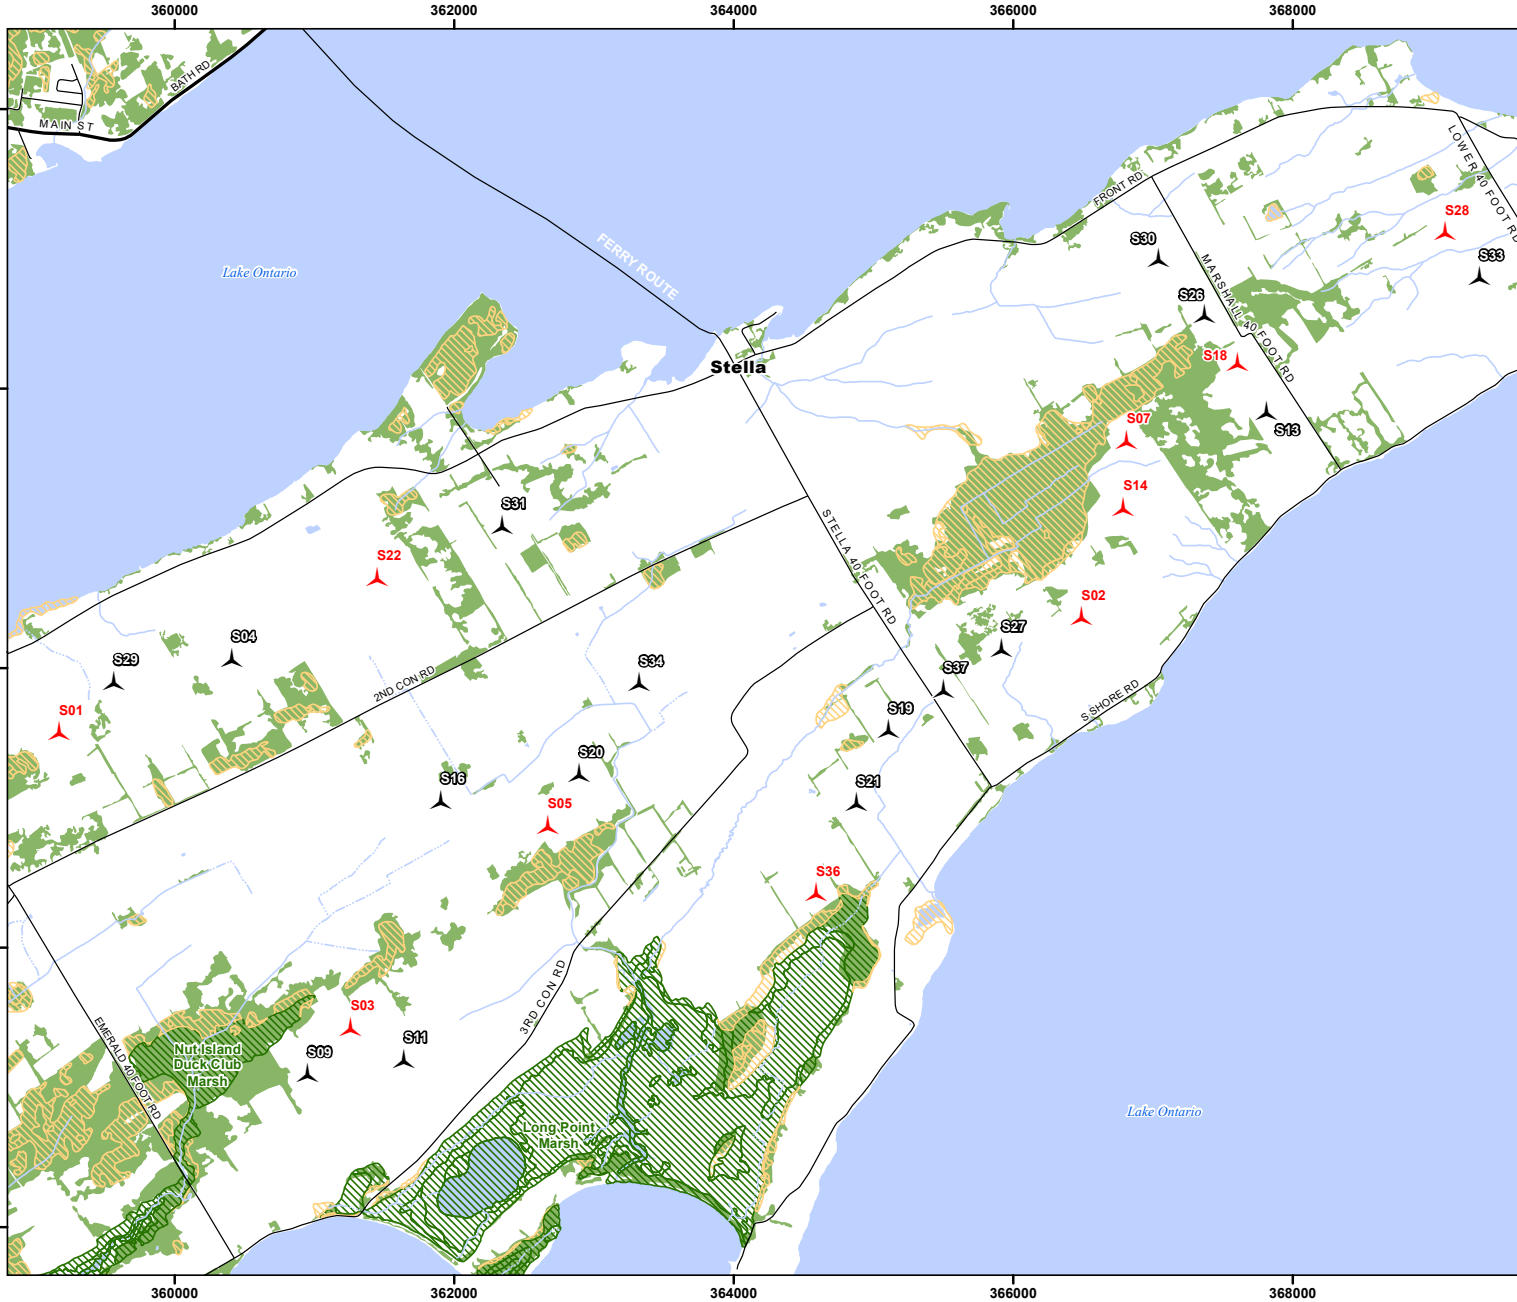 360000
362000
364000
366000
368000
BATH RD
MAIN ST
LOWER 40 FOOT RD
FRONT RD
S28
FERRY ROUTE
S30
S33
Lake Ontario
MARSHALL 40 FOOT RD
S26
S18
Stella
S07
S13
S14
S31
STELLA 40 FOOT RD
S22
S02
S27
S04
S29
S34
S37
2ND CON RD
S SHORE RD
S01
S19
S20
S16
S21
S05
S36
3RD CON RD
S03
EMERALD 40 FOOT RD
S11
S09
Nut Island
Duck Club
Marsh
Lake Ontario
Long Point
Marsh
360000
362000
364000
366000
368000